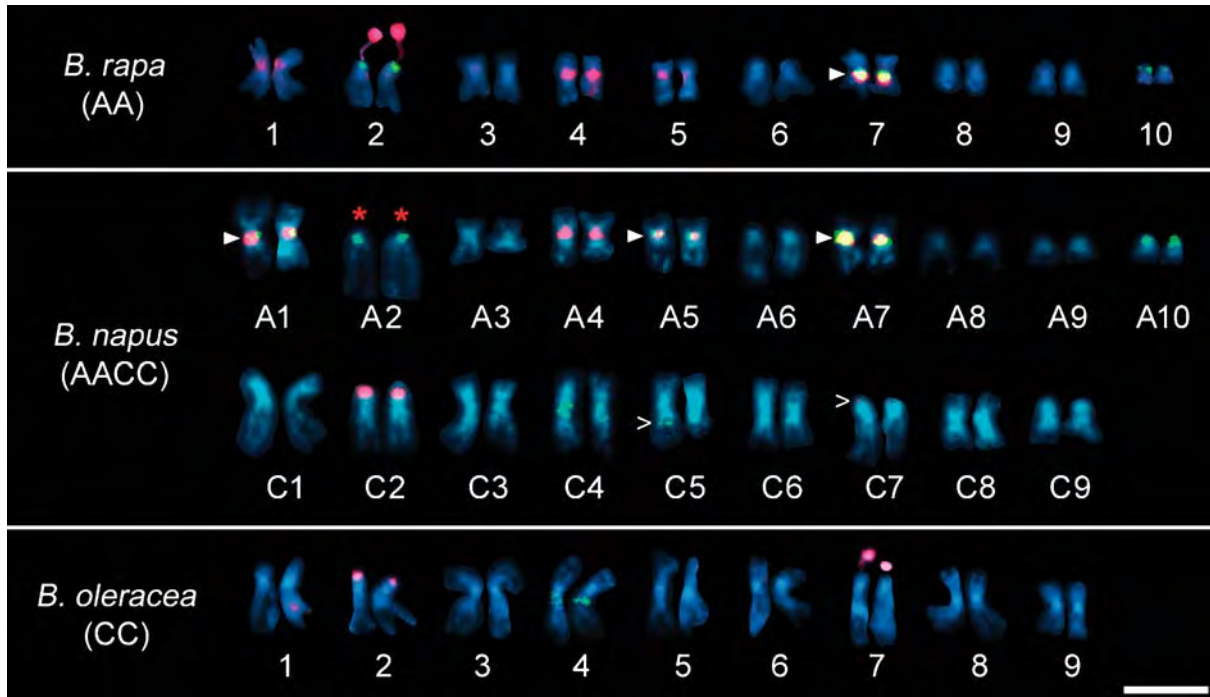 B. rapa
(AA)
1 2 3 4 5 6 7 8 9 10
B. napus
(AACC)
* *
A1 A2 A3 A4 A5 A6 A7 A8 A9 A10
> >
C1 C2 C3 C4 C5 C6 C7 C8 C9
B. oleracea
(CC)
1 2 3 4 5 6 7 8 9